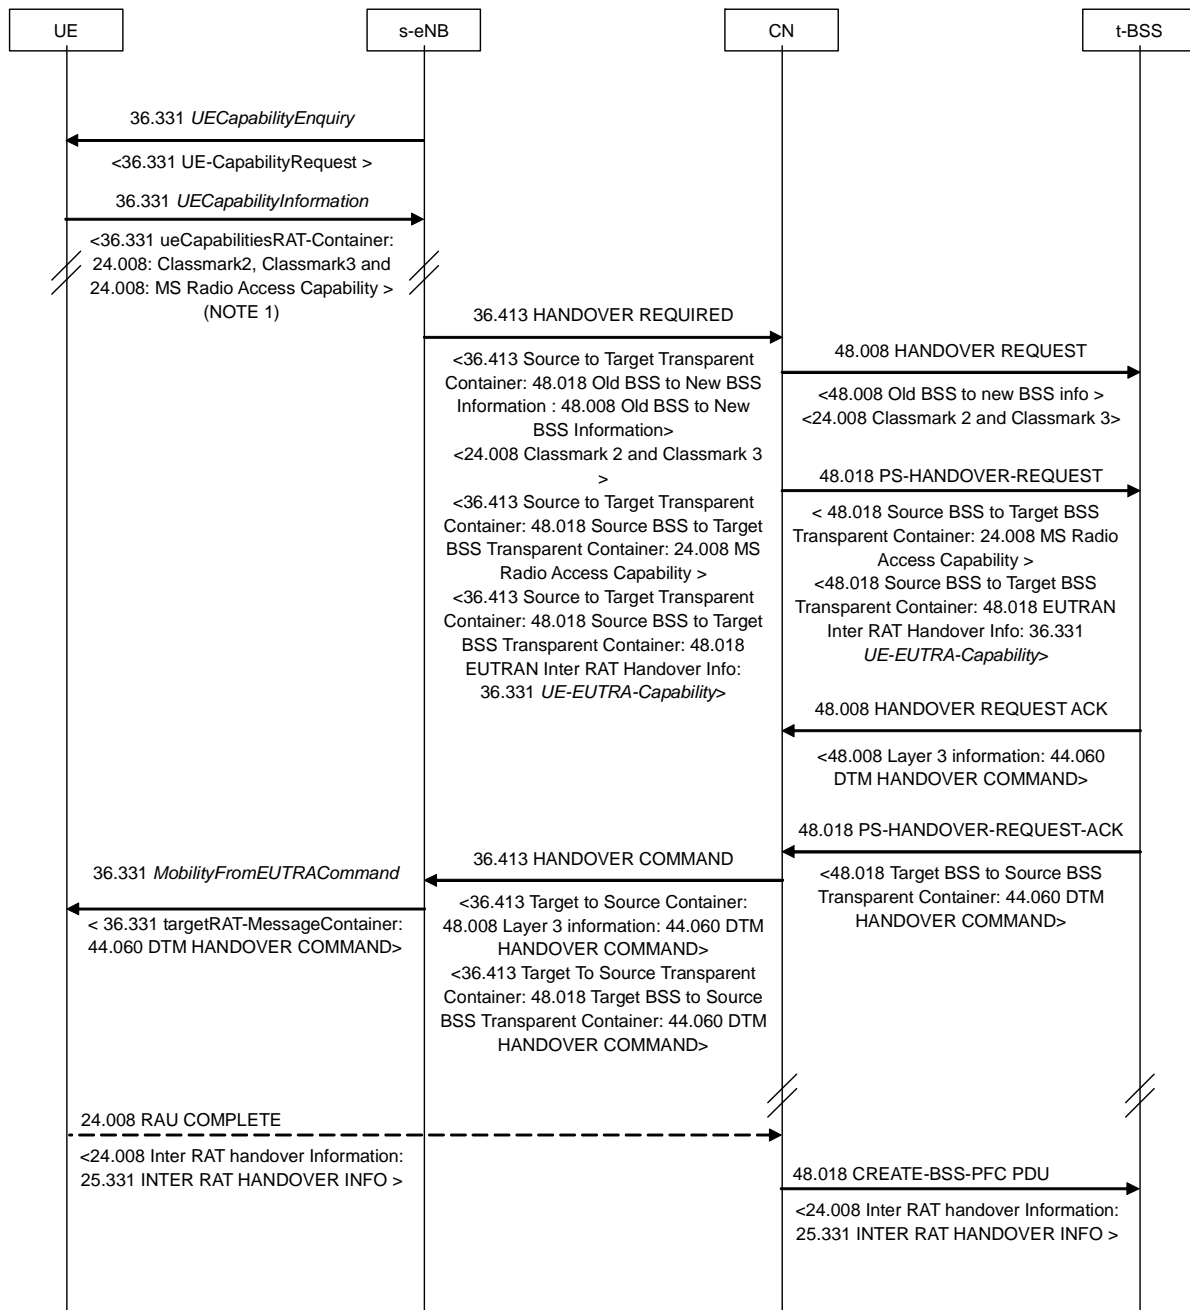 UE
s-eNB
CN
t-BSS
36.331 UECapabilityEnquiry
<36.331 UE-CapabilityRequest >
36.331 UECapabilityInformation
<36.331 ueCapabilitiesRAT-Container:
24.008: Classmark2, Classmark3 and
24.008: MS Radio Access Capability >
(NOTE 1)
36.413 HANDOVER REQUIRED
<36.413 Source to Target Transparent
Container: 48.018 Old BSS to New BSS
Information : 48.008 Old BSS to New
BSS Information>
<24.008 Classmark 2 and Classmark 3
>
<36.413 Source to Target Transparent
Container: 48.018 Source BSS to Target
BSS Transparent Container: 24.008 MS
Radio Access Capability >
<36.413 Source to Target Transparent
Container: 48.018 Source BSS to Target
BSS Transparent Container: 48.018
EUTRAN Inter RAT Handover Info:
36.331 UE-EUTRA-Capability>
48.008 HANDOVER REQUEST
<48.008 Old BSS to new BSS info >
<24.008 Classmark 2 and Classmark 3>
48.018 PS-HANDOVER-REQUEST
< 48.018 Source BSS to Target BSS
Transparent Container: 24.008 MS Radio
Access Capability >
<48.018 Source BSS to Target BSS
Transparent Container: 48.018 EUTRAN
Inter RAT Handover Info: 36.331
UE-EUTRA-Capability>
48.008 HANDOVER REQUEST ACK
<48.008 Layer 3 information: 44.060
DTM HANDOVER COMMAND>
48.018 PS-HANDOVER-REQUEST-ACK
<48.018 Target BSS to Source BSS
Transparent Container: 44.060 DTM
HANDOVER COMMAND>
36.413 HANDOVER COMMAND
<36.413 Target to Source Container:
48.008 Layer 3 information: 44.060 DTM
HANDOVER COMMAND>
<36.413 Target To Source Transparent
Container: 48.018 Target BSS to Source
BSS Transparent Container: 44.060 DTM
HANDOVER COMMAND>
36.331 MobilityFromEUTRACommand
< 36.331 targetRAT-MessageContainer:
44.060 DTM HANDOVER COMMAND>
24.008 RAU COMPLETE
<24.008 Inter RAT handover Information:
25.331 INTER RAT HANDOVER INFO >
48.018 CREATE-BSS-PFC PDU
<24.008 Inter RAT handover Information:
25.331 INTER RAT HANDOVER INFO >